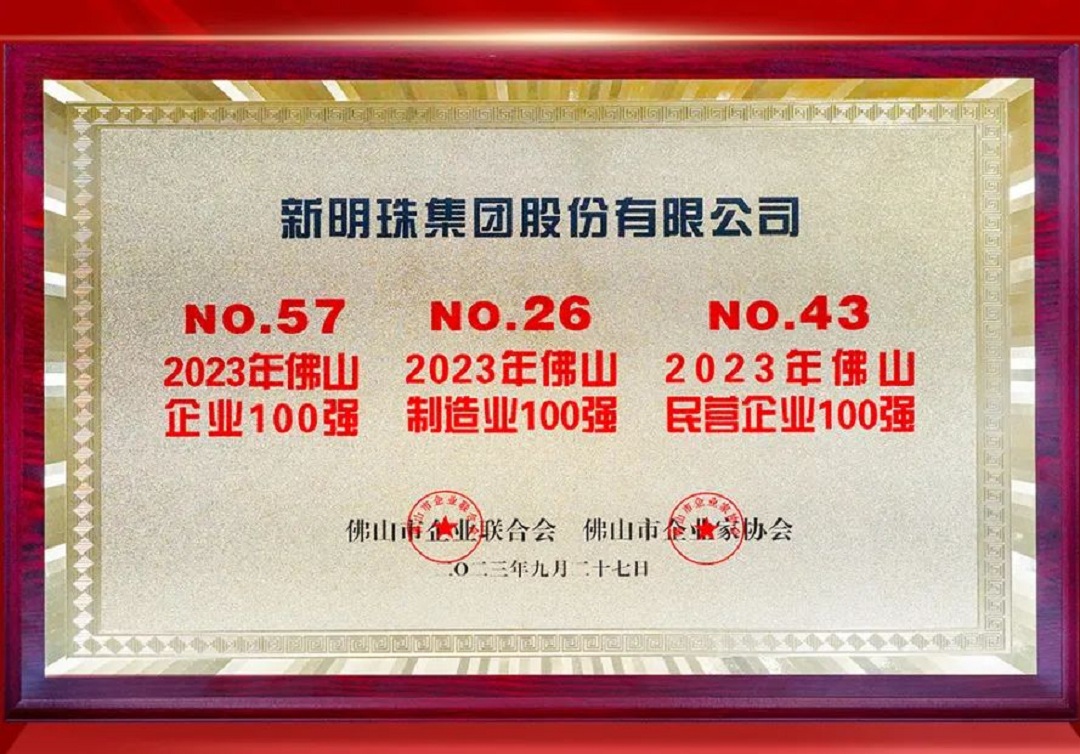 新明珠集团股份有限公司
NO.57 NO.26 NO.43
2023年佛山 2023年佛山 2023年佛山
企业100强 制造业100强 民营企业100强
佛山市企业联合会 佛山市企业家协会
二〇二三年九月二十七日